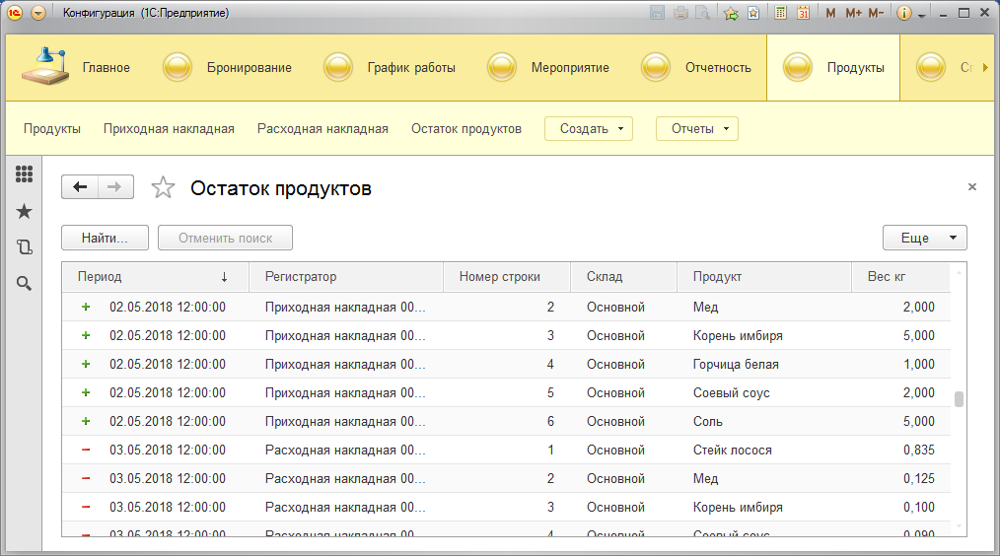 Конфигурация (1С:Предприятие)
31 M M+ M-
Главное Бронирование График работы Мероприятие Отчетность Продукты
Продукты Приходная накладная Расходная накладная Остаток продуктов Создать Отчеты
Остаток продуктов
Найти... Отменить поиск Еще
Период Регистратор Номер строки Склад Продукт Вес кг
02.05.2018 12:00:00 Приходная накладная 00... 2 Основной Мед 2,000
02.05.2018 12:00:00 Приходная накладная 00... 3 Основной Корень имбиря 5,000
02.05.2018 12:00:00 Приходная накладная 00... 4 Основной Горчица белая 1,000
02.05.2018 12:00:00 Приходная накладная 00... 5 Основной Соевый соус 2,000
02.05.2018 12:00:00 Приходная накладная 00... 6 Основной Соль 5,000
03.05.2018 12:00:00 Расходная накладная 00... 1 Основной Стейк лосося 0,835
03.05.2018 12:00:00 Расходная накладная 00... 2 Основной Мед 0,125
03.05.2018 12:00:00 Расходная накладная 00... 3 Основной Корень имбиря 0,100
03.05.2018 12:00:00 Расходная накладная 00... 4 Основной Соевый соус 0,090